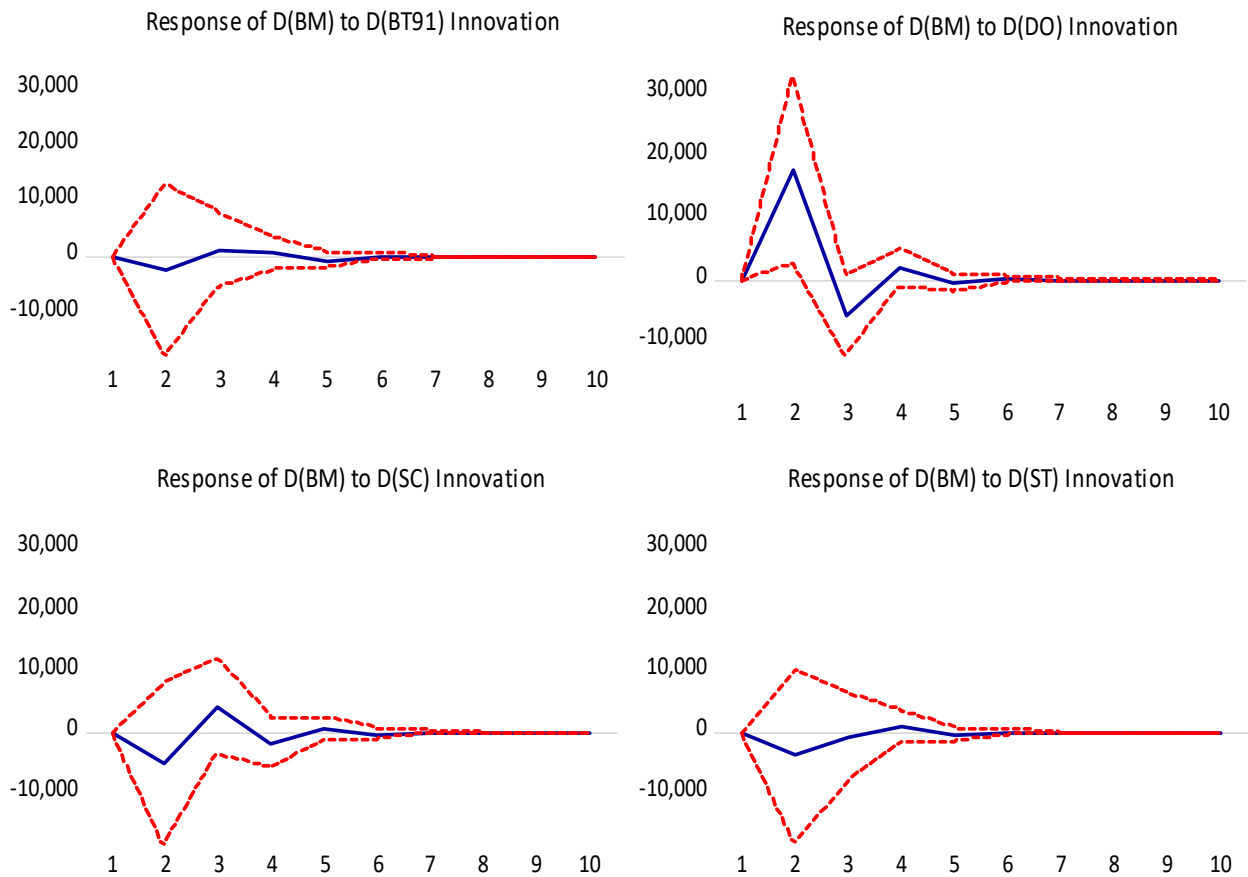 Response of D(BM) to D(BT91) Innovation
30,000
20,000
10,000
0
-10,000
1 2 3 4 5 6 7 8 9 10
Response of D(BM) to D(DO) Innovation
30,000
20,000
10,000
0
-10,000
1 2 3 4 5 6 7 8 9 10
Response of D(BM) to D(SC) Innovation
30,000
20,000
10,000
0
-10,000
1 2 3 4 5 6 7 8 9 10
Response of D(BM) to D(ST) Innovation
30,000
20,000
10,000
0
-10,000
1 2 3 4 5 6 7 8 9 10